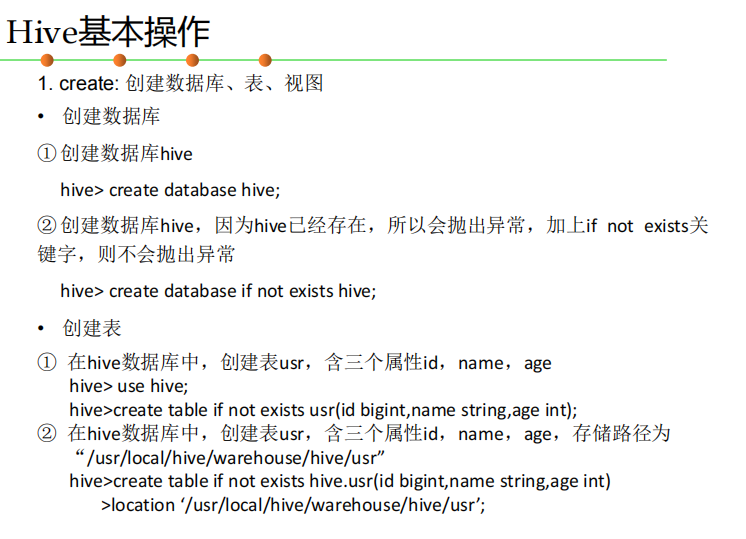 Hive基本操作
1. create: 创建数据库、表、视图
• 创建数据库
① 创建数据库hive
hive> create database hive;
② 创建数据库hive，因为hive已经存在，所以会抛出异常，加上if not exists关
键字，则不会抛出异常
hive> create database if not exists hive;
• 创建表
① 在hive数据库中，创建表usr，含三个属性id，name，age
hive> use hive;
hive>create table if not exists usr(id bigint,name string,age int);
② 在hive数据库中，创建表usr，含三个属性id，name，age，存储路径为
“/usr/local/hive/warehouse/hive/usr”
hive>create table if not exists hive.usr(id bigint,name string,age int)
>location ‘/usr/local/hive/warehouse/hive/usr’;